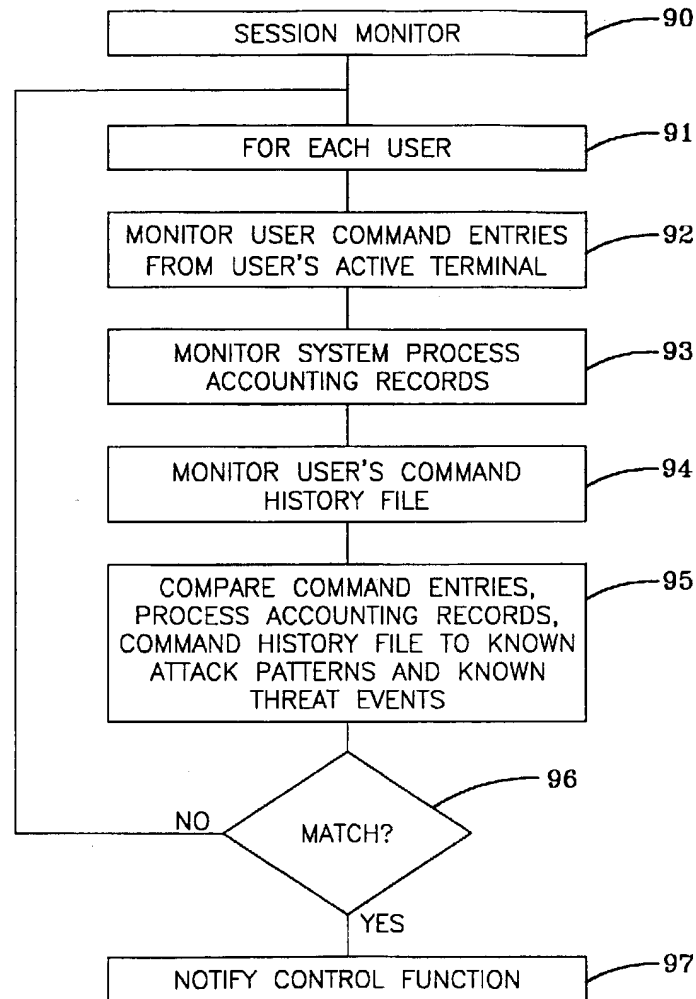 SESSION MONITOR
90
FOR EACH USER
91
MONITOR USER COMMAND ENTRIES
FROM USER'S ACTIVE TERMINAL
92
MONITOR SYSTEM PROCESS
ACCOUNTING RECORDS
93
MONITOR USER'S COMMAND
HISTORY FILE
94
COMPARE COMMAND ENTRIES,
PROCESS ACCOUNTING RECORDS,
COMMAND HISTORY FILE TO KNOWN
ATTACK PATTERNS AND KNOWN
THREAT EVENTS
95
96
NO
MATCH?
YES
NOTIFY CONTROL FUNCTION
97